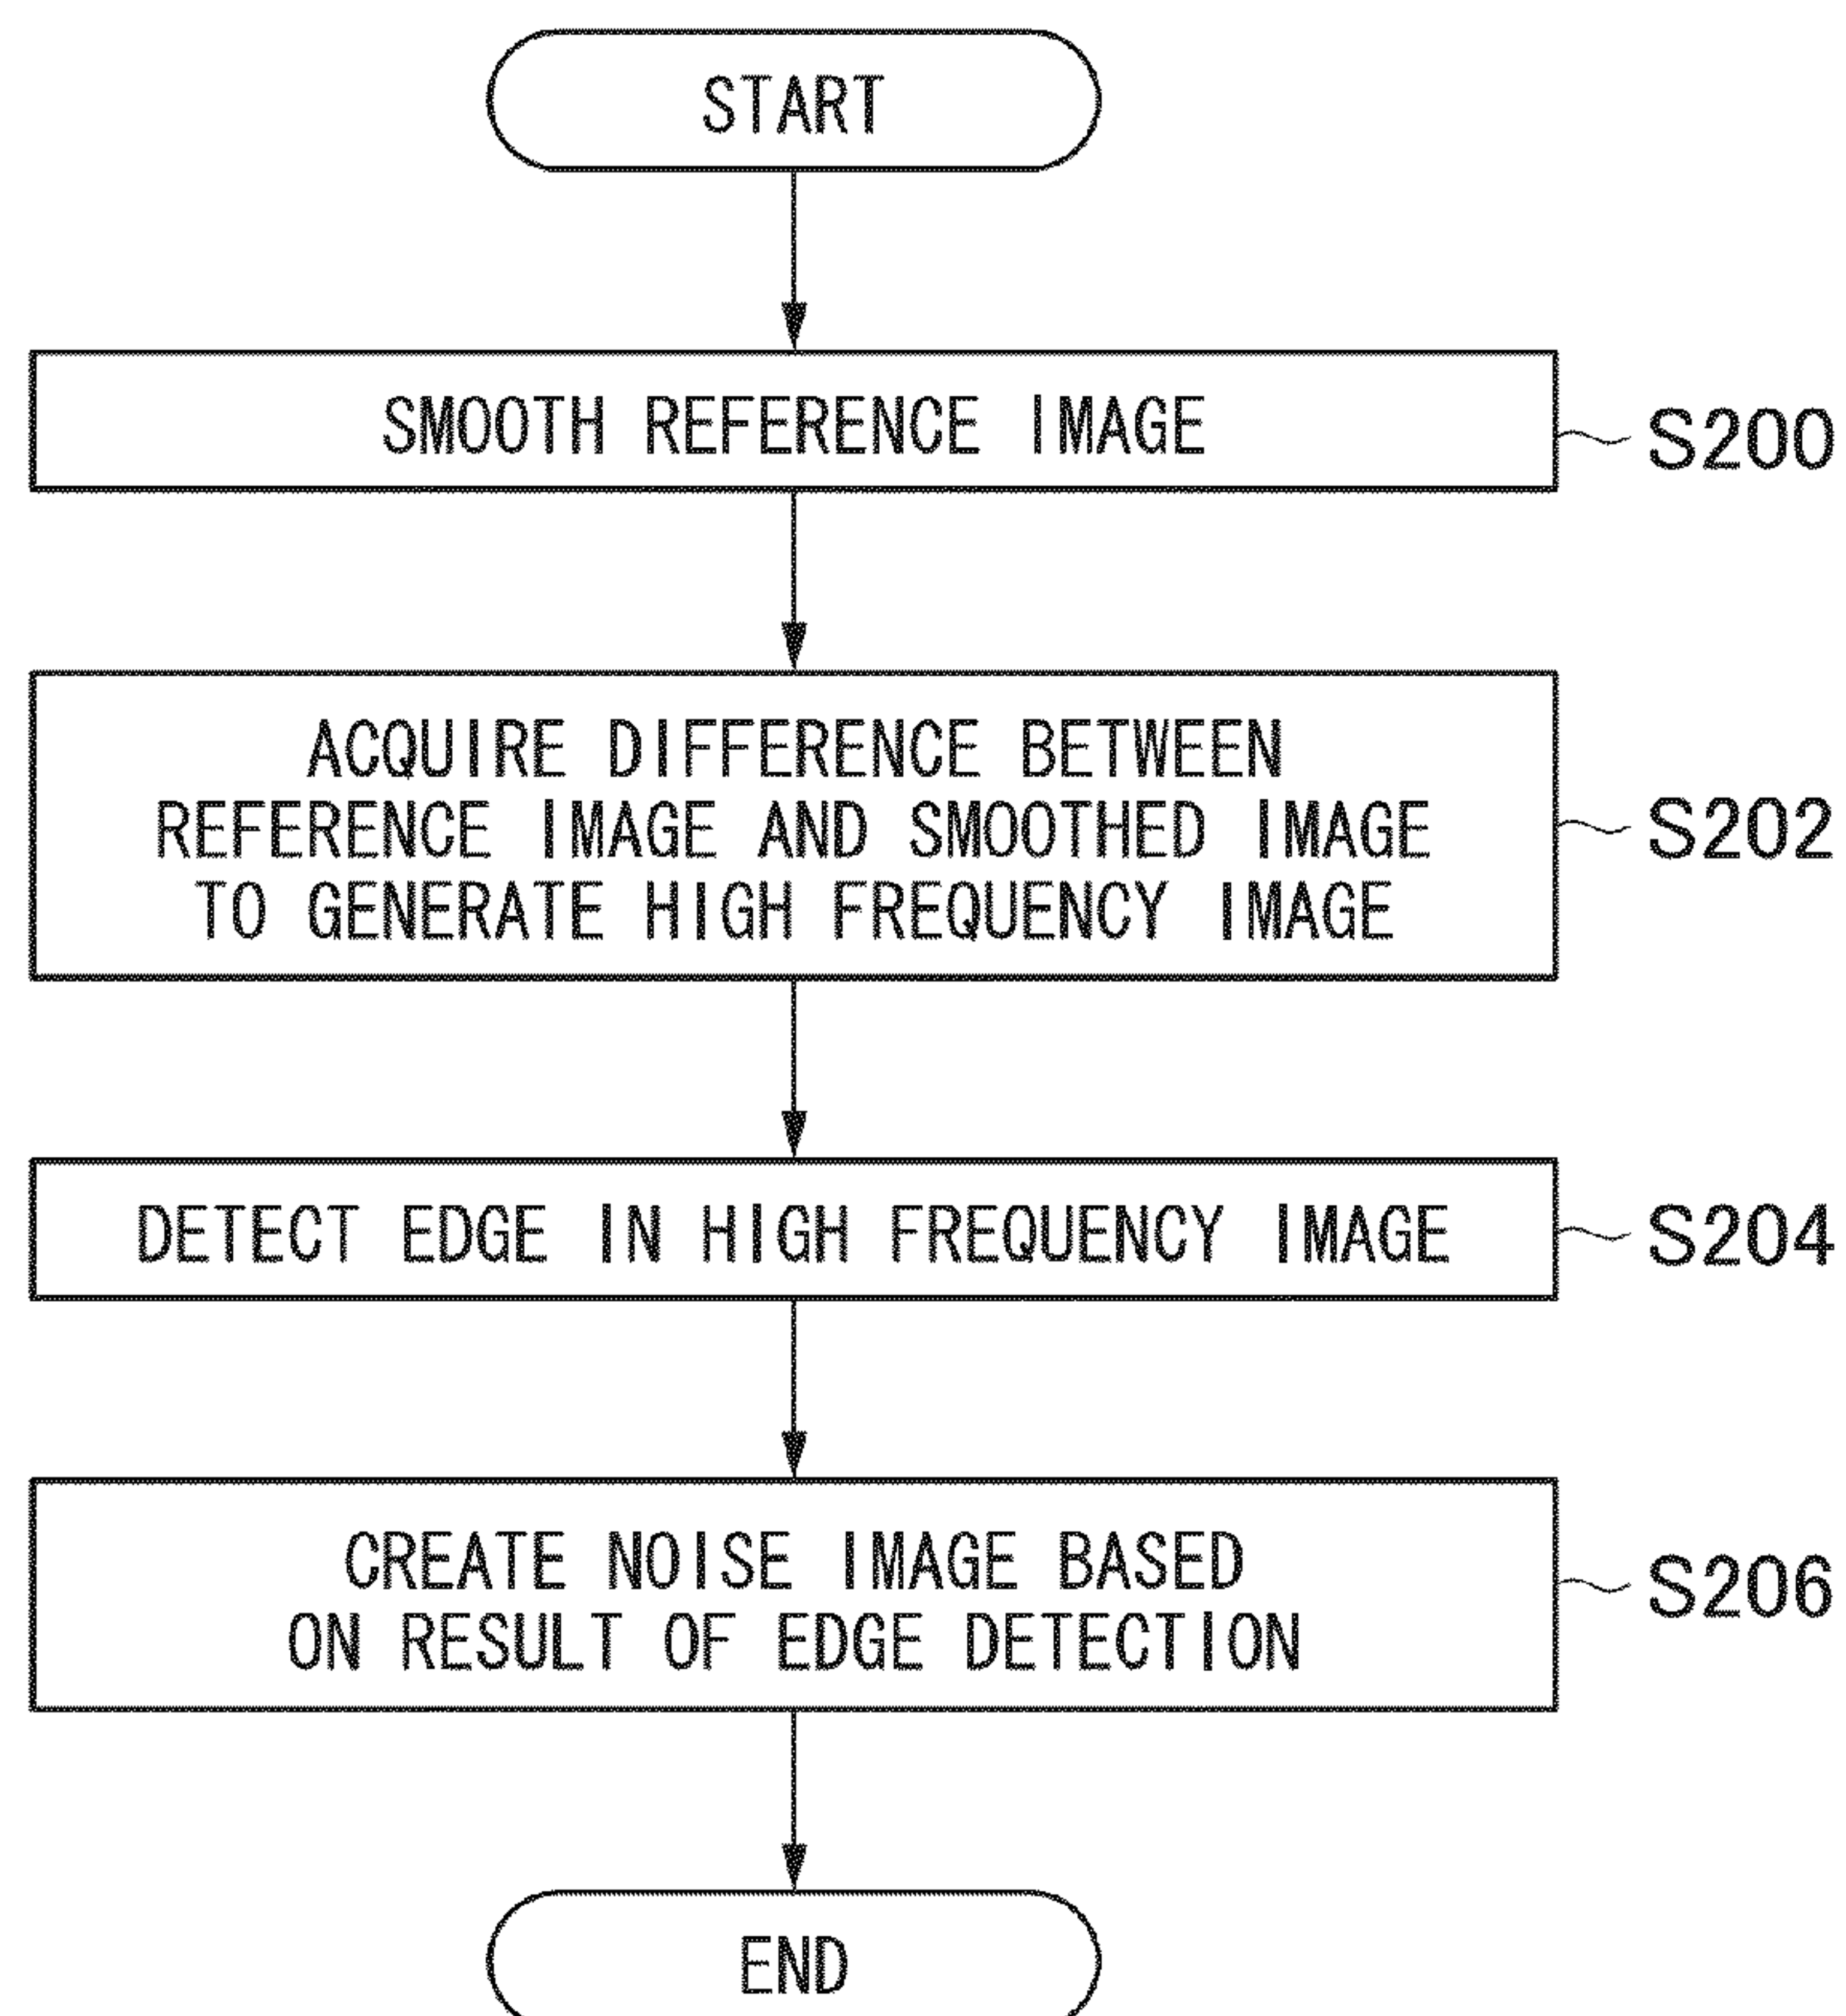 START
SMOOTH REFERENCE IMAGE
S200
ACQUIRE DIFFERENCE BETWEEN
REFERENCE IMAGE AND SMOOTHED IMAGE
TO GENERATE HIGH FREQUENCY IMAGE
S202
DETECT EDGE IN HIGH FREQUENCY IMAGE
S204
CREATE NOISE IMAGE BASED
ON RESULT OF EDGE DETECTION
S206
END